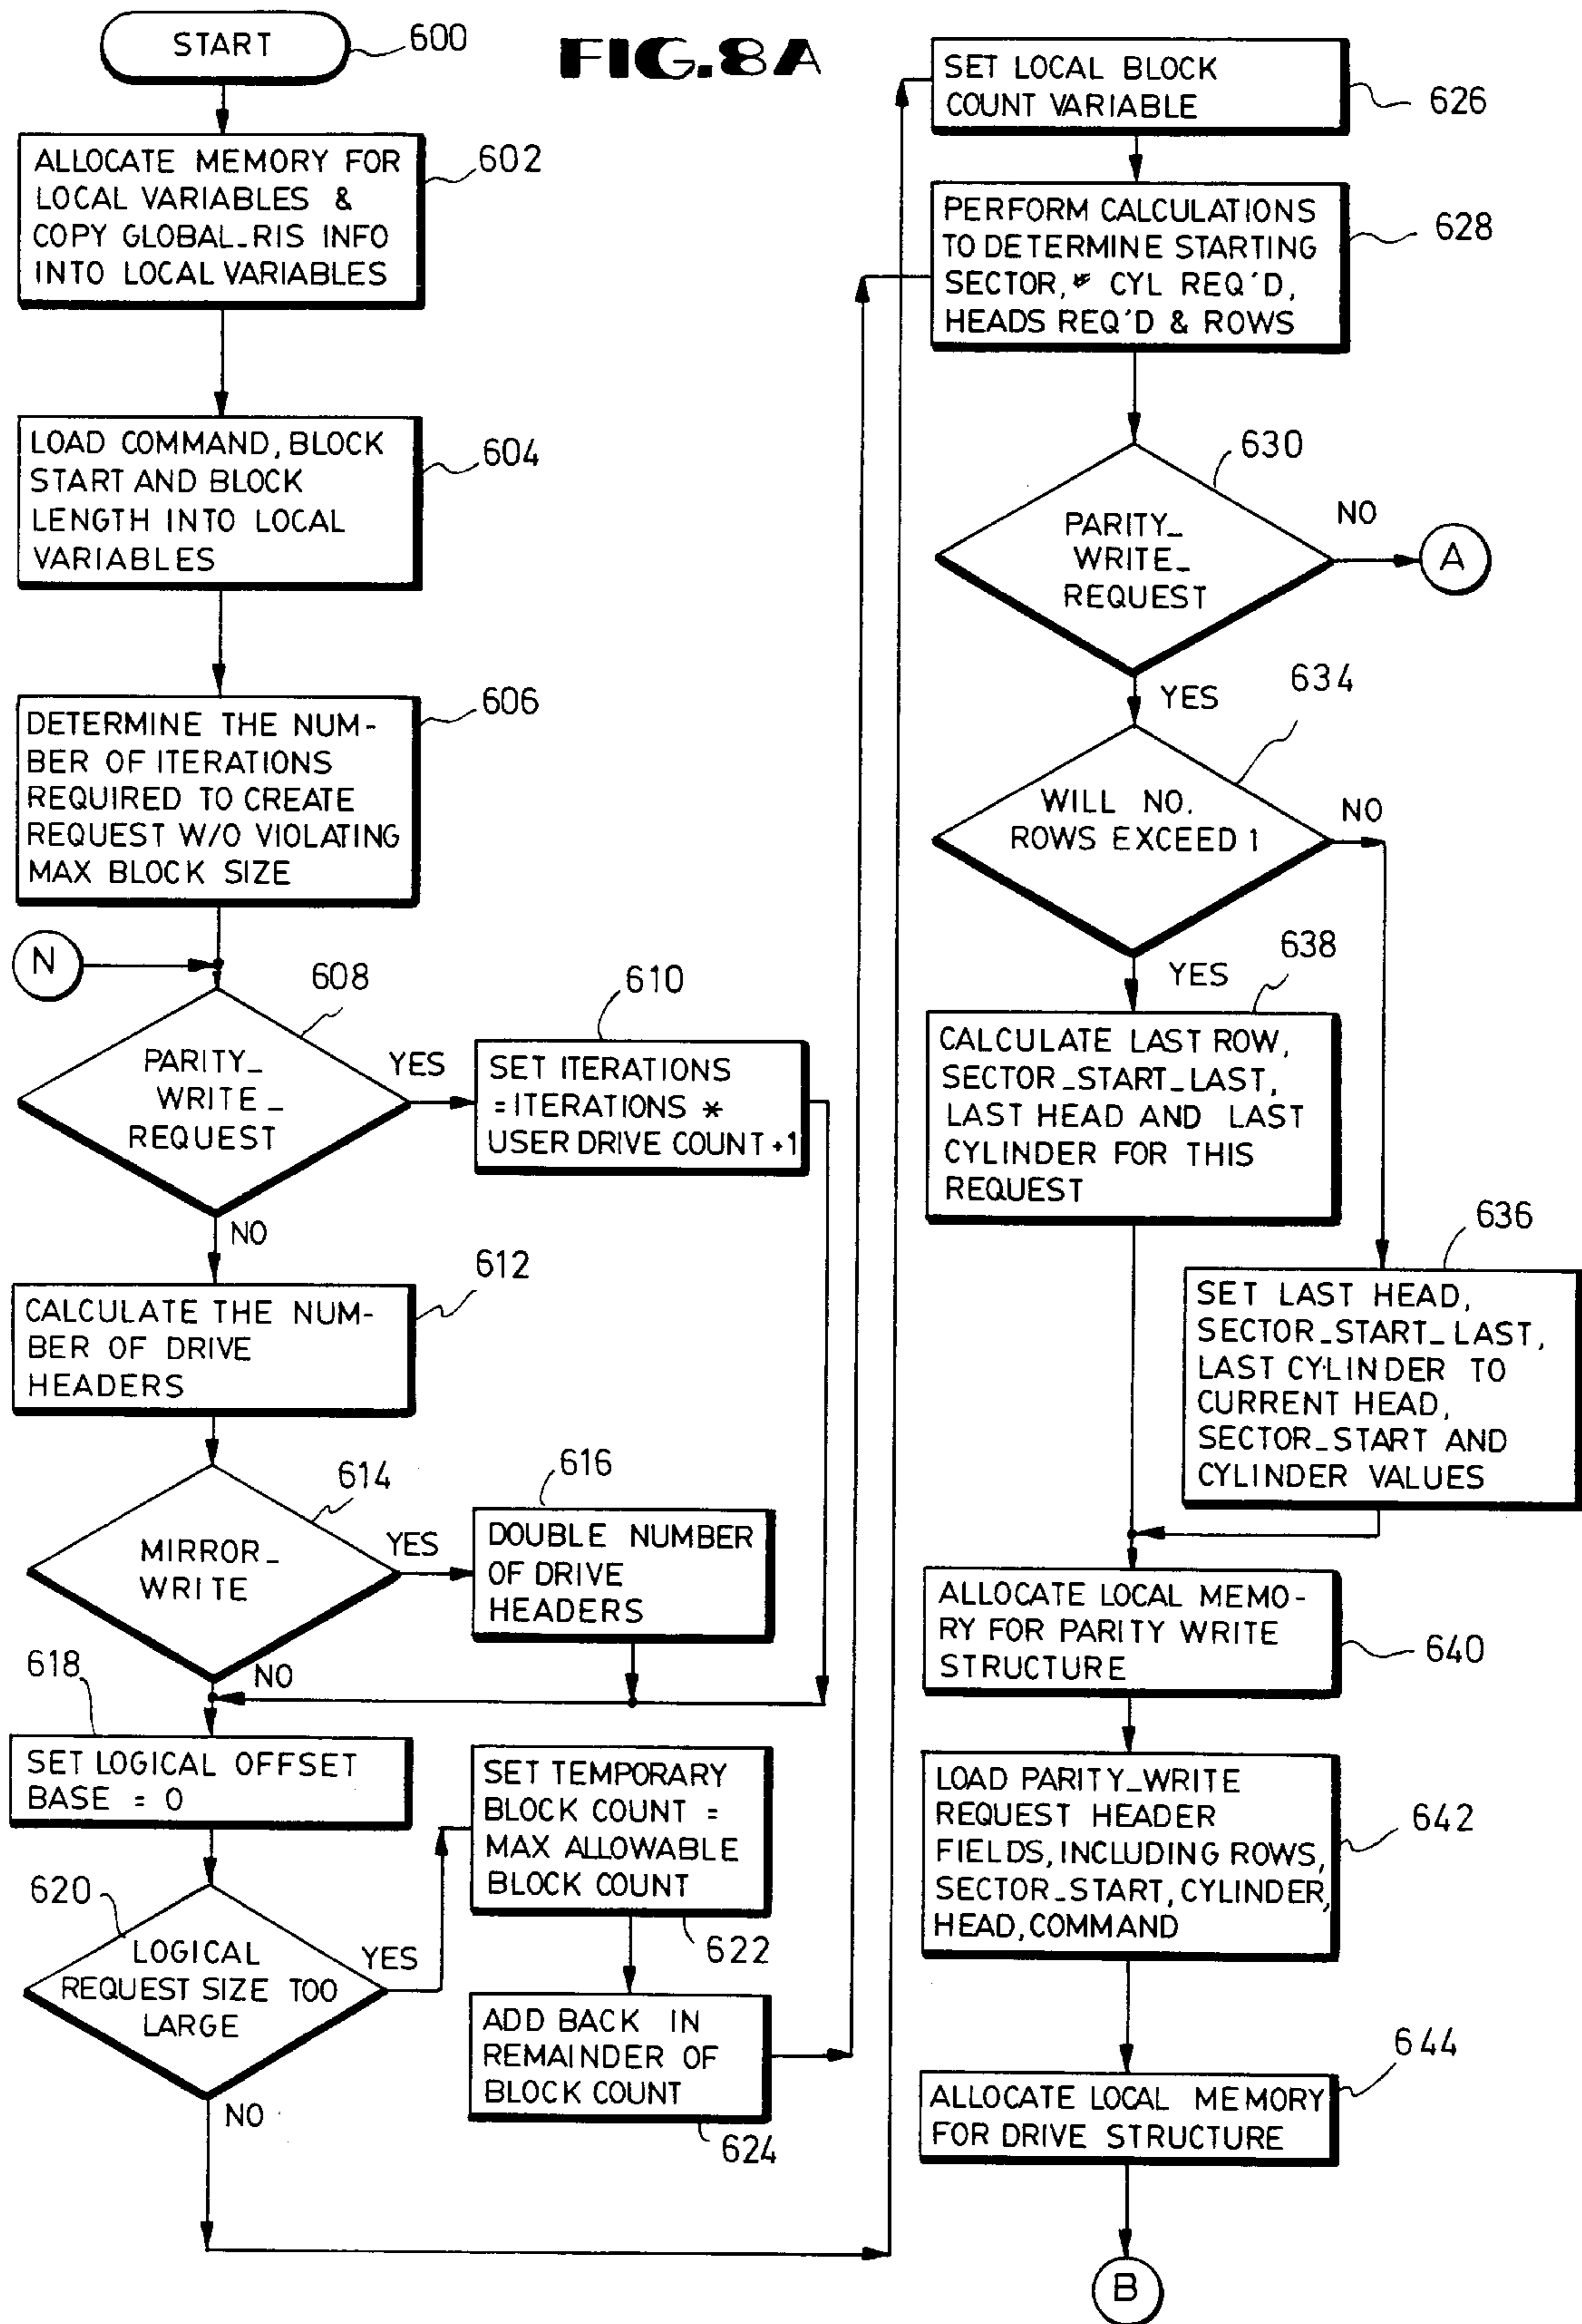 FIG.8A
START
600
ALLOCATE MEMORY FOR
LOCAL VARIABLES &
COPY GLOBAL_RIS INFO
INTO LOCAL VARIABLES
602
LOAD COMMAND, BLOCK
START AND BLOCK
LENGTH INTO LOCAL
VARIABLES
604
DETERMINE THE NUM-
BER OF ITERATIONS
REQUIRED TO CREATE
REQUEST W/O VIOLATING
MAX BLOCK SIZE
606
N
608
PARITY_
WRITE_
REQUEST
YES
NO
610
SET ITERATIONS
= ITERATIONS *
USER DRIVE COUNT +1
612
CALCULATE THE NUM-
BER OF DRIVE
HEADERS
614
MIRROR_
WRITE
YES
NO
616
DOUBLE NUMBER
OF DRIVE
HEADERS
618
SET LOGICAL OFFSET
BASE = 0
620
LOGICAL
REQUEST SIZE TOO
LARGE
YES
NO
SET TEMPORARY
BLOCK COUNT =
MAX ALLOWABLE
BLOCK COUNT
622
ADD BACK IN
REMAINDER OF
BLOCK COUNT
624
SET LOCAL BLOCK
COUNT VARIABLE
626
PERFORM CALCULATIONS
TO DETERMINE STARTING
SECTOR, # CYL REQ'D,
HEADS REQ'D & ROWS
628
630
PARITY_
WRITE_
REQUEST
NO
A
YES
634
WILL NO.
ROWS EXCEED 1
NO
YES
638
CALCULATE LAST ROW,
SECTOR_START_LAST,
LAST HEAD AND LAST
CYLINDER FOR THIS
REQUEST
636
SET LAST HEAD,
SECTOR_START_LAST,
LAST CYLINDER TO
CURRENT HEAD,
SECTOR_START AND
CYLINDER VALUES
ALLOCATE LOCAL MEMO-
RY FOR PARITY WRITE
STRUCTURE
640
LOAD PARITY_WRITE
REQUEST HEADER
FIELDS, INCLUDING ROWS,
SECTOR_START, CYLINDER,
HEAD, COMMAND
642
644
ALLOCATE LOCAL MEMORY
FOR DRIVE STRUCTURE
B